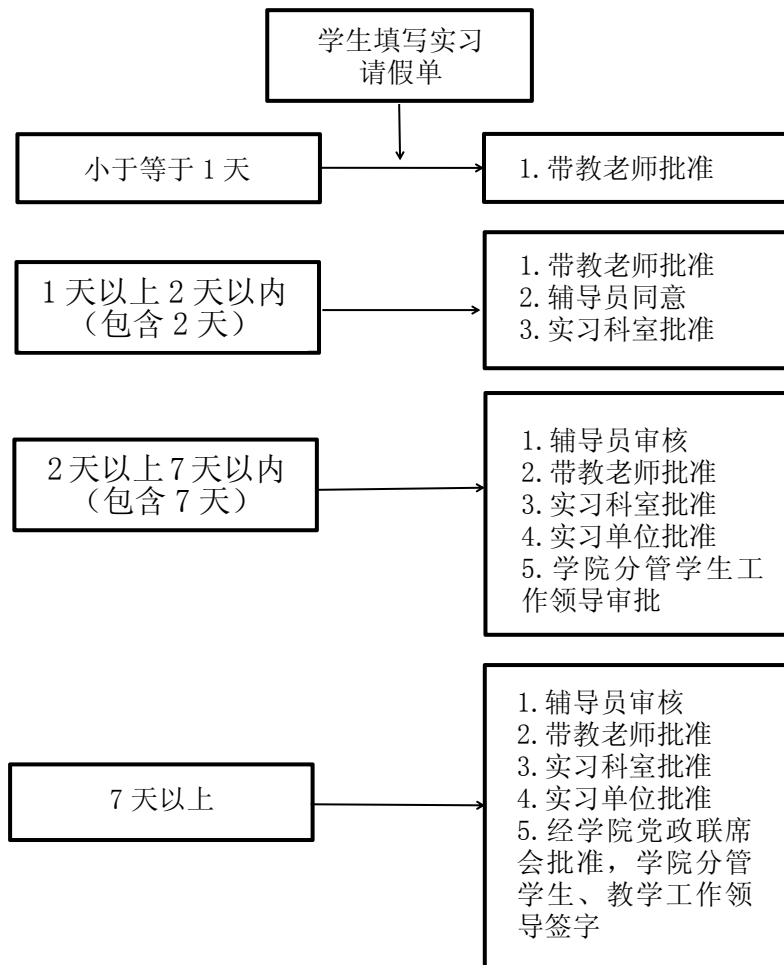 学生填写实习
请假单
小于等于1天
1.带教老师批准
1天以上2天以内
（包含2天）
1.带教老师批准
2.辅导员同意
3.实习科室批准
2天以上7天以内
（包含7天）
1.辅导员审核
2.带教老师批准
3.实习科室批准
4.实习单位批准
5.学院分管学生工
作领导审批
7天以上
1.辅导员审核
2.带教老师批准
3.实习科室批准
4.实习单位批准
5.经学院党政联席
会批准，学院分管
学生、教学工作领
导签字